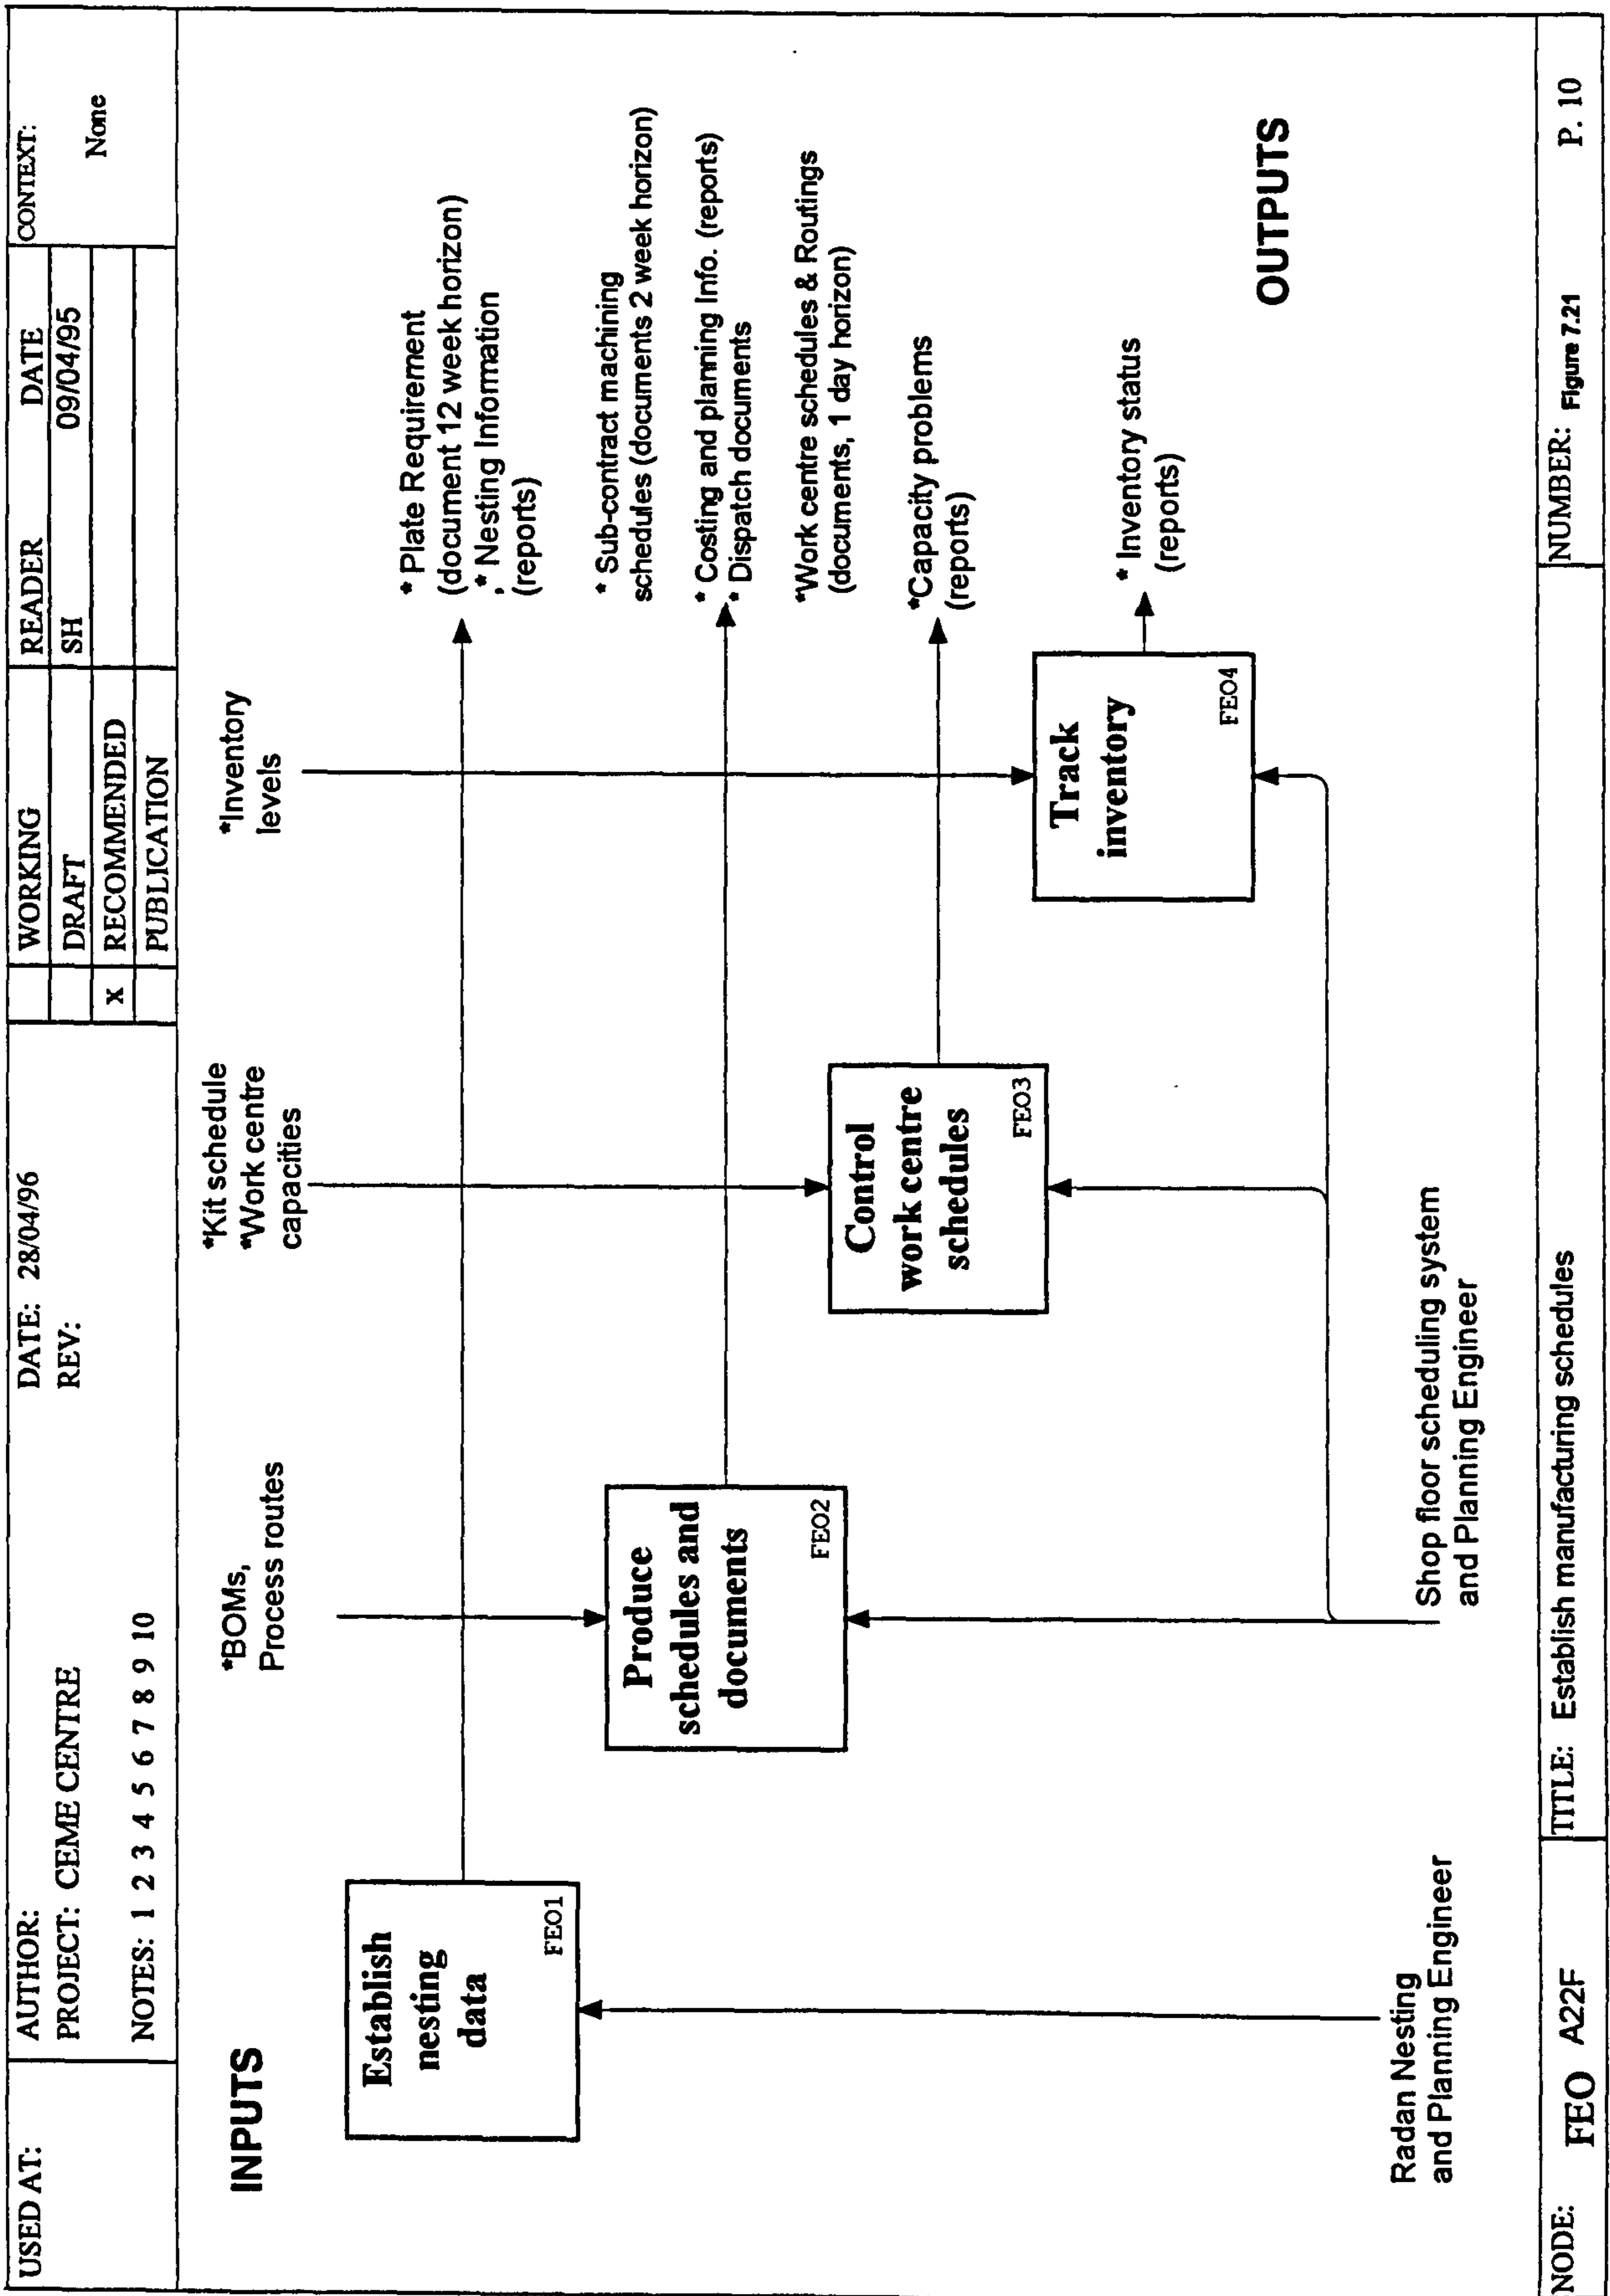 USED AT:
AUTHOR:
PROJECT: CEME CENTRE
NOTES: 1 2 3 4 5 6 7 8 9 10
DATE: 28/04/96
REV:
WORKING
DRAFT
X RECOMMENDED
PUBLICATION
READER DATE
SH 09/04/95
CONTEXT:
None
INPUTS
*BOMs,
Process routes
*Kit schedule
*Work centre
capacities
*Inventory
levels
Establish
nesting
data
FEO1
* Plate Requirement
(document 12 week horizon)
, * Nesting Information
(reports)
Produce
schedules and
documents
FEO2
* Sub-contract machining
schedules (documents 2 week horizon)
* Costing and planning Info. (reports)
* Dispatch documents
*Work centre schedules & Routings
(documents, 1 day horizon)
Control
work centre
schedules
FEO3
*Capacity problems
(reports)
Track
inventory
FEO4
* Inventory status
(reports)
OUTPUTS
Radan Nesting
and Planning Engineer
Shop floor scheduling system
and Planning Engineer
NODE: FEO A22F
TITLE: Establish manufacturing schedules
NUMBER: Figure 7.21
P. 10